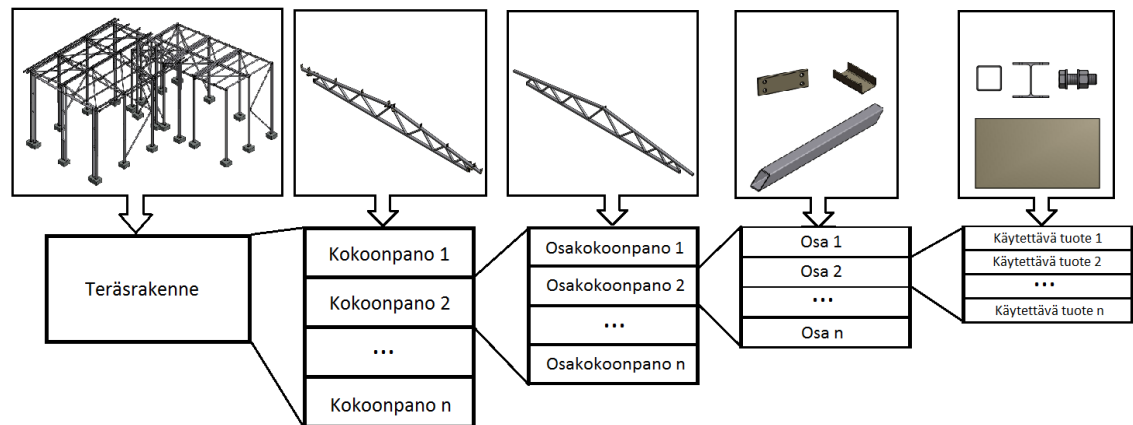 Teräsrakenne
Kokoonpano 1
Kokoonpano 2
...
Kokoonpano n
Osakokoonpano 1
Osakokoonpano 2
...
Osakokoonpano n
Osa 1
Osa 2
...
Osa n
Käytettävä tuote 1
Käytettävä tuote 2
...
Käytettävä tuote n